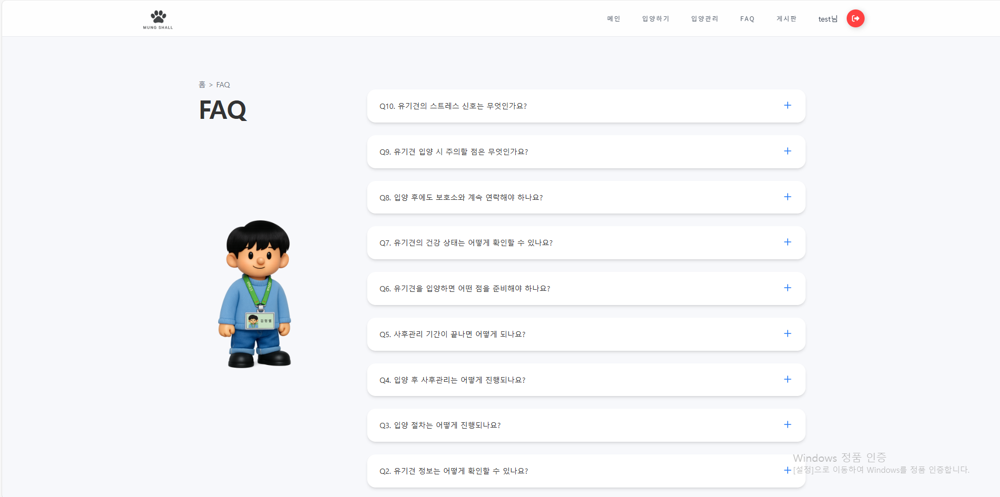 MUNG SHALL
메인
입양하기
입양관리
FAQ
게시판
test님
홈 > FAQ
FAQ
Q10. 유기견의 스트레스 신호는 무엇인가요?
Q9. 유기견 입양 시 주의할 점은 무엇인가요?
Q8. 입양 후에도 보호소와 계속 연락해야 하나요?
Q7. 유기견의 건강 상태는 어떻게 확인할 수 있나요?
Q6. 유기견을 입양하면 어떤 점을 준비해야 하나요?
Q5. 사후관리 기간이 끝나면 어떻게 되나요?
Q4. 입양 후 사후관리는 어떻게 진행되나요?
Q3. 입양 절차는 어떻게 진행되나요?
Q2. 유기견 정보는 어떻게 확인할 수 있나요?
Windows 정품 인증
[설정]으로 이동하여 Windows를 정품 인증합니다.